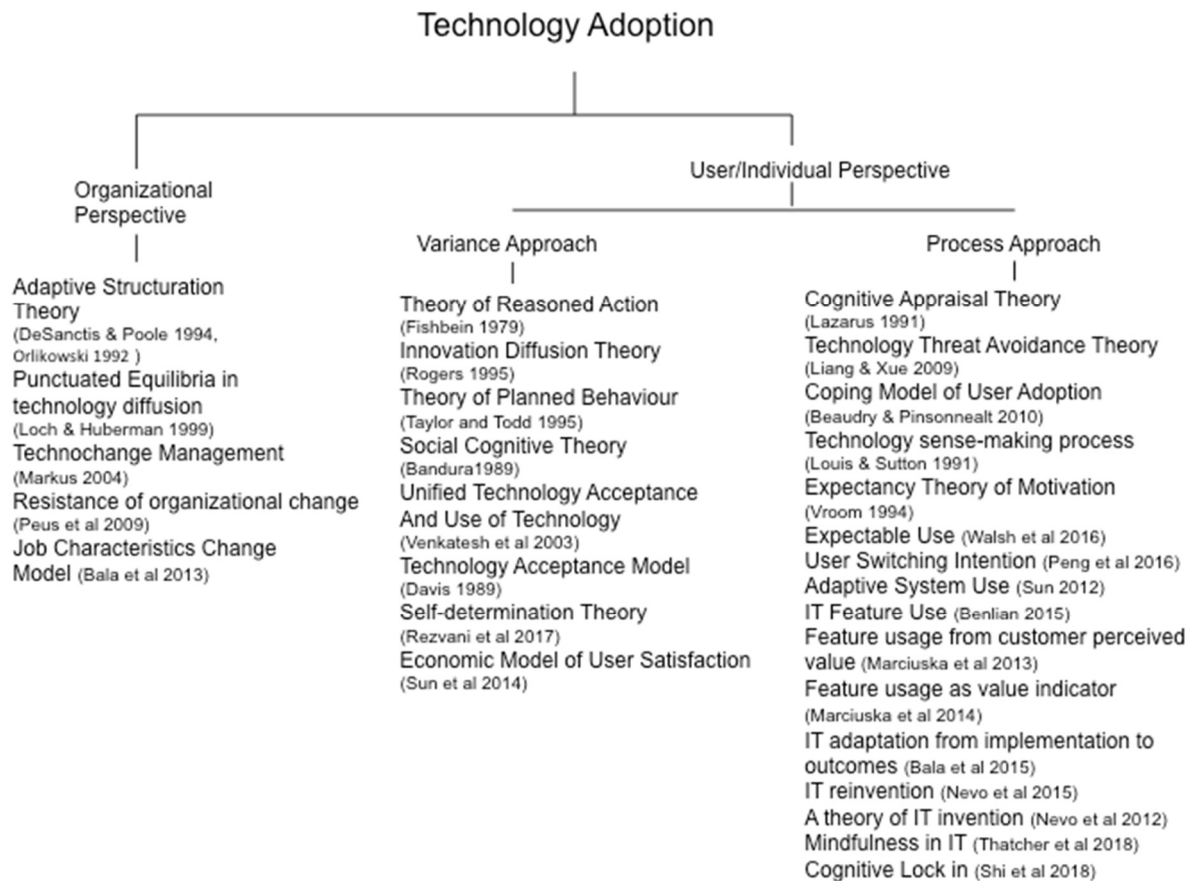 Technology Adoption
Organizational
Perspective
Adaptive Structuration
Theory
(DeSanctis & Poole 1994,
Orlikowski 1992 )
Punctuated Equilibria in
technology diffusion
(Loch & Huberman 1999)
Technochange Management
(Markus 2004)
Resistance of organizational change
(Peus et al 2009)
Job Characteristics Change
Model (Bala et al 2013)
User/Individual Perspective
Variance Approach
Theory of Reasoned Action
(Fishbein 1979)
Innovation Diffusion Theory
(Rogers 1995)
Theory of Planned Behaviour
(Taylor and Todd 1995)
Social Cognitive Theory
(Bandura1989)
Unified Technology Acceptance
And Use of Technology
(Venkatesh et al 2003)
Technology Acceptance Model
(Davis 1989)
Self-determination Theory
(Rezvani et al 2017)
Economic Model of User Satisfaction
(Sun et al 2014)
Process Approach
Cognitive Appraisal Theory
(Lazarus 1991)
Technology Threat Avoidance Theory
(Liang & Xue 2009)
Coping Model of User Adoption
(Beaudry & Pinsonnealt 2010)
Technology sense-making process
(Louis & Sutton 1991)
Expectancy Theory of Motivation
(Vroom 1994)
Expectable Use (Walsh et al 2016)
User Switching Intention (Peng et al 2016)
Adaptive System Use (Sun 2012)
IT Feature Use (Benlian 2015)
Feature usage from customer perceived
value (Marciuska et al 2013)
Feature usage as value indicator
(Marciuska et al 2014)
IT adaptation from implementation to
outcomes (Bala et al 2015)
IT reinvention (Nevo et al 2015)
A theory of IT invention (Nevo et al 2012)
Mindfulness in IT (Thatcher et al 2018)
Cognitive Lock in (Shi et al 2018)